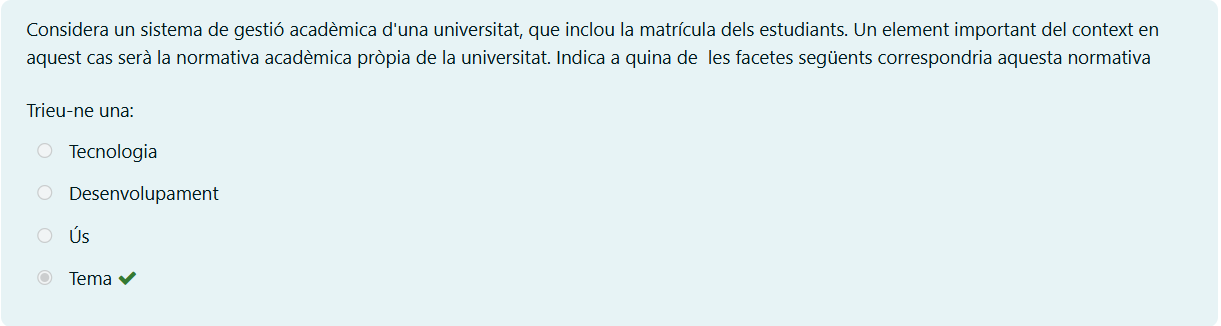 Considera un sistema de gestió acadèmica d'una universitat, que inclou la matrícula dels estudiants. Un element important del context en
aquest cas serà la normativa acadèmica pròpia de la universitat. Indica a quina de  les facetes següents correspondria aquesta normativa
Trieu-ne una:
Tecnologia
Desenvolupament
Ús
Tema